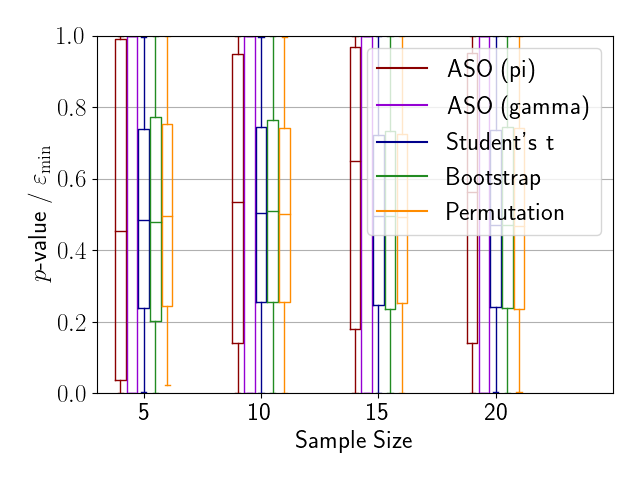 1.0
0.8
0.6
0.4
0.2
0.0
p-value / εmin
5
10
15
20
Sample Size
ASO (pi)
ASO (gamma)
Student's t
Bootstrap
Permutation